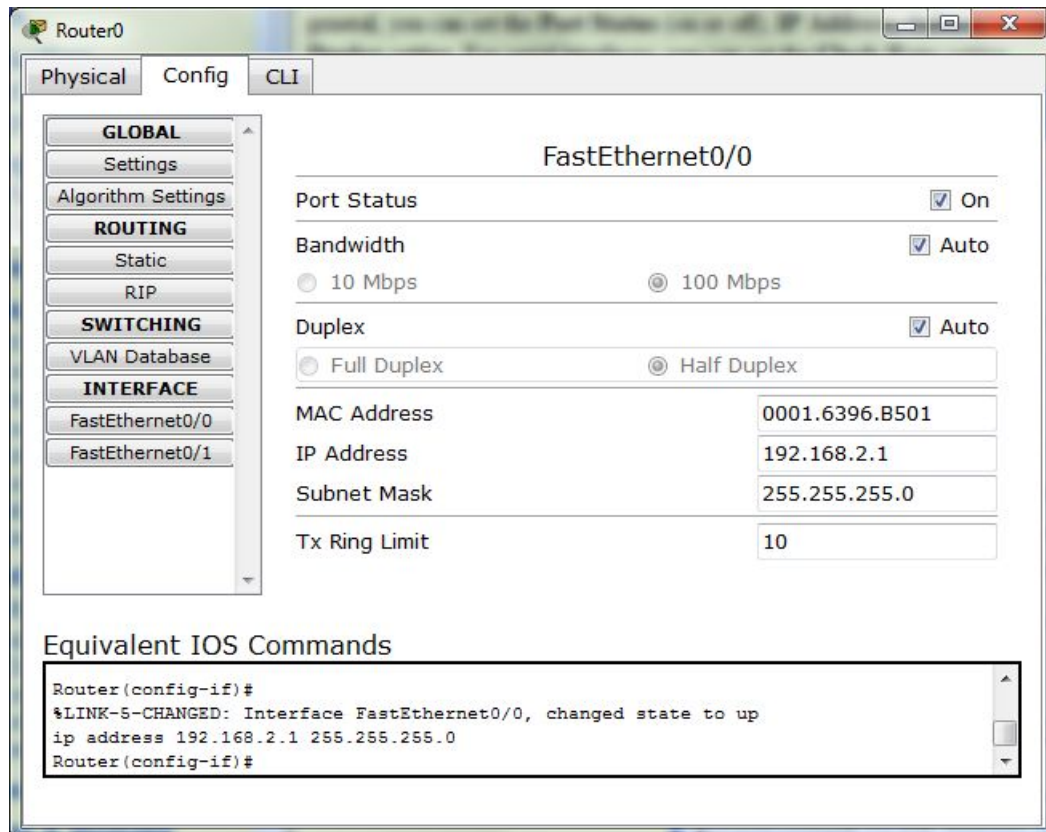 Router0
Physical
Config
CLI
GLOBAL
Settings
Algorithm Settings
ROUTING
Static
RIP
SWITCHING
VLAN Database
INTERFACE
FastEthernet0/0
FastEthernet0/1
FastEthernet0/0
Port Status On
Bandwidth Auto
10 Mbps 100 Mbps
Duplex Auto
Full Duplex Half Duplex
MAC Address 0001.6396.B501
IP Address 192.168.2.1
Subnet Mask 255.255.255.0
Tx Ring Limit 10
Equivalent IOS Commands
Router(config-if)#
%LINK-5-CHANGED: Interface FastEthernet0/0, changed state to up
ip address 192.168.2.1 255.255.255.0
Router(config-if)#